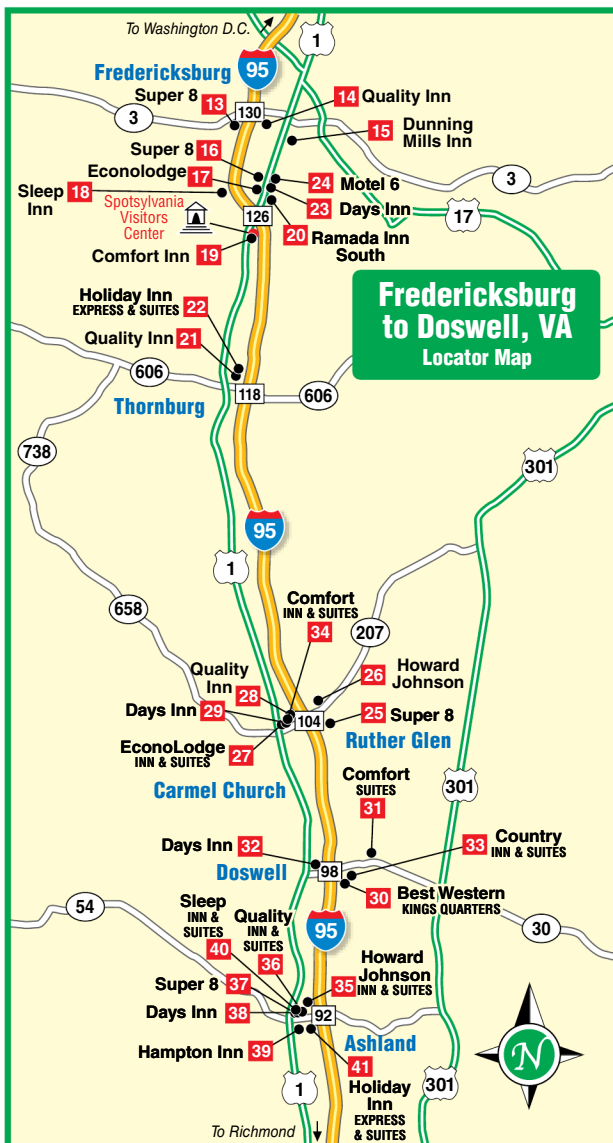 To Washington D.C.
1
Fredericksburg
95
Super 8 13
130
14 Quality Inn
3
15 Dunning
Mills Inn
Super 8 16
Econolodge 17
24 Motel 6
3
Sleep 18
Inn
23 Days Inn
Spotsylvania
Visitors
Center
126
17
20 Ramada Inn
South
Comfort Inn 19
Holiday Inn
EXPRESS & SUITES 22
Fredericksburg
to Doswell, VA
Locator Map
Quality Inn 21
606
118
606
Thornburg
738
301
95
1
658
Comfort
INN & SUITES
34
207
Quality
Inn
28
26 Howard
Johnson
Days Inn 29
104
25 Super 8
Ruther Glen
EconoLodge
INN & SUITES 27
Carmel Church
301
Comfort
SUITES
31
Days Inn 32
33 Country
INN & SUITES
Doswell
98
30 Best Western
KINGS QUARTERS
54
30
Sleep
INN &
SUITES
40
Quality
INN &
SUITES
36
95
Howard
Johnson
INN & SUITES
35
Super 8 37
Days Inn 38
92
Hampton Inn 39
41
Ashland
Holiday
Inn
EXPRESS
& SUITES
N
1
301
To Richmond